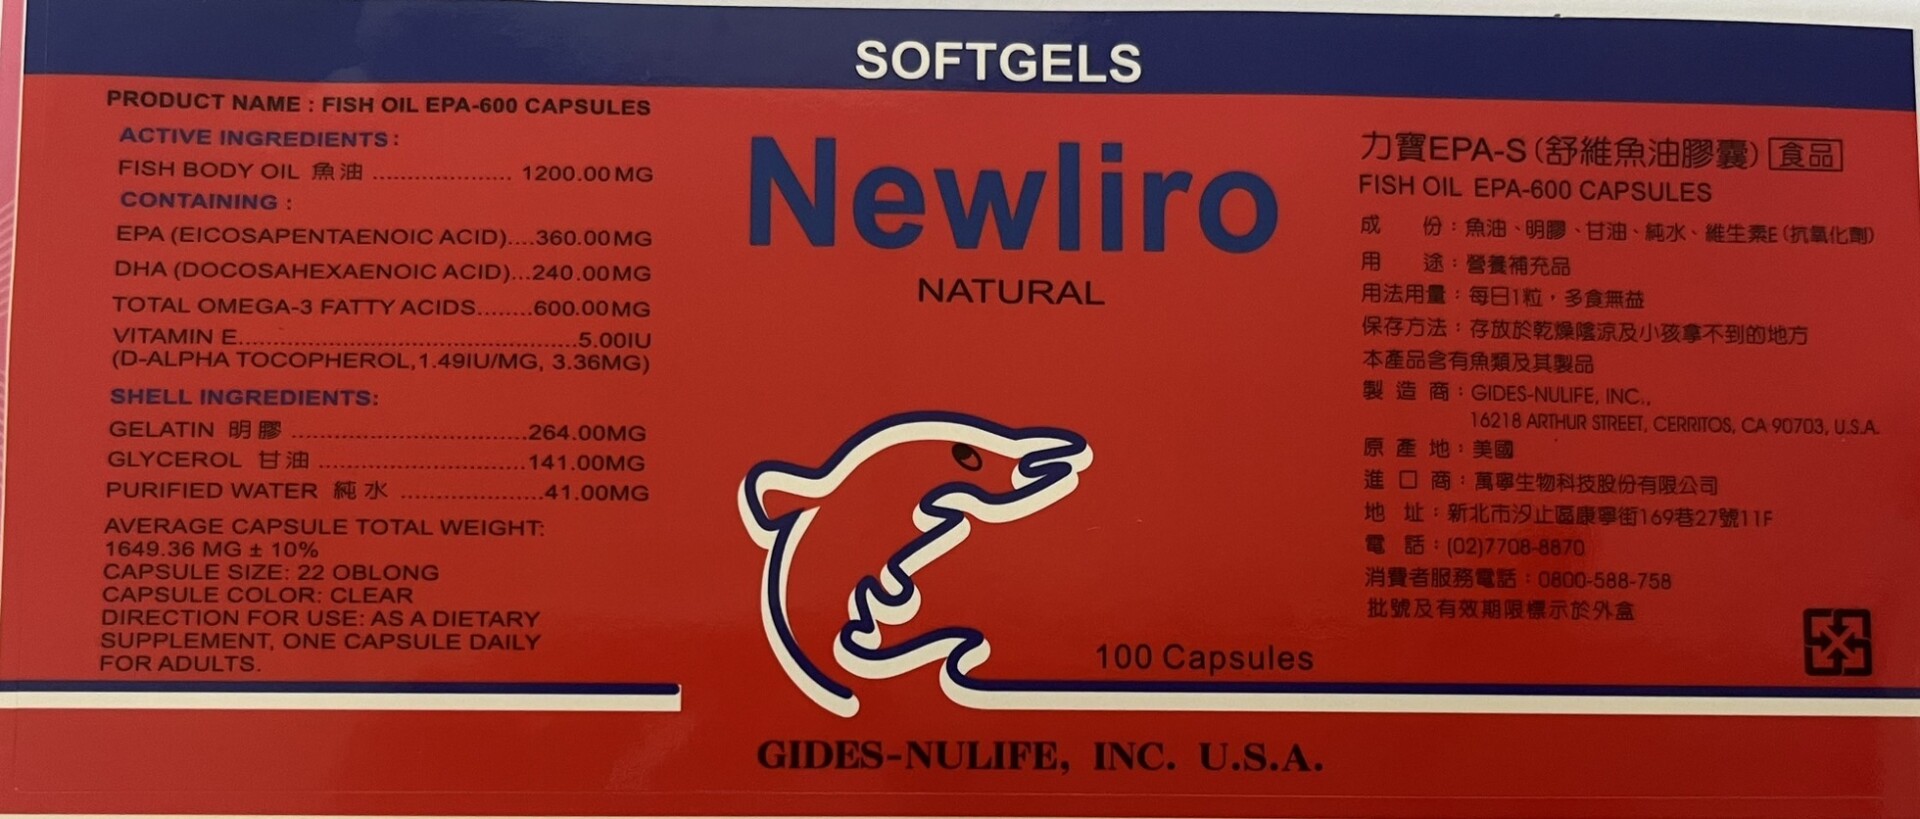 SOFTGELS
PRODUCT NAME : FISH OIL EPA-600 CAPSULES
ACTIVE INGREDIENTS:
FISH BODY OIL 魚油 .................... 1200.00MG
CONTAINING :
EPA (EICOSAPENTAENOIC ACID)....360.00MG
DHA (DOCOSAHEXAENOIC ACID)...240.00MG
TOTAL OMEGA-3 FATTY ACIDS........600.00MG
VITAMIN E.................................................5.00IU
(D-ALPHA TOCOPHEROL,1.49IU/MG, 3.36MG)
SHELL INGREDIENTS:
GELATIN 明膠 ..................................264.00MG
GLYCEROL 甘油 ..............................141.00MG
PURIFIED WATER 純水 .....................41.00MG
AVERAGE CAPSULE TOTAL WEIGHT:
1649.36 MG ± 10%
CAPSULE SIZE: 22 OBLONG
CAPSULE COLOR: CLEAR
DIRECTION FOR USE: AS A DIETARY
SUPPLEMENT, ONE CAPSULE DAILY
FOR ADULTS.
Newliro
NATURAL
100 Capsules
GIDES-NULIFE, INC. U.S.A.
力寶EPA-S（舒維魚油膠囊）食品
FISH OIL EPA-600 CAPSULES
成 份：魚油、明膠、甘油、純水、維生素E（抗氧化劑）
用 途：營養補充品
用法用量：每日1粒，多食無益
保存方法：存放於乾燥陰涼及小孩拿不到的地方
本產品含有魚類及其製品
製 造 商：GIDES-NULIFE, INC.,
16218 ARTHUR STREET, CERRITOS, CA 90703, U.S.A.
原 產 地：美國
進 口 商：萬寧生物科技股份有限公司
地 址：新北市汐止區康寧街169巷27號11F
電 話：(02)7708-8870
消費者服務電話：0800-588-758
批號及有效期限標示於外盒